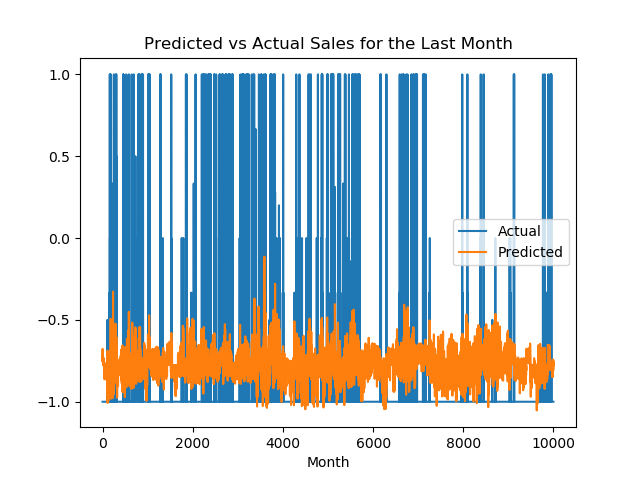 Predicted vs Actual Sales for the Last Month
1.0
0.5
0.0
−0.5
−1.0
Actual
Predicted
0 2000 4000 6000 8000 10000
Month